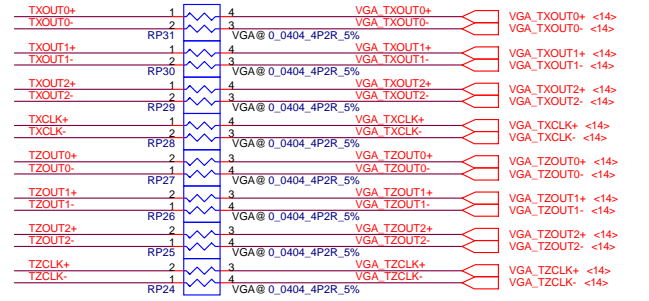 TXOUT0+ 1 4 VGA_TXOUT0+ VGA_TXOUT0+ <14>
TXOUT0- 2 3 VGA_TXOUT0- VGA_TXOUT0- <14>
RP31 VGA@ 0_0404_4P2R_5%
TXOUT1+ 1 4 VGA_TXOUT1+ VGA_TXOUT1+ <14>
TXOUT1- 2 3 VGA_TXOUT1- VGA_TXOUT1- <14>
RP30 VGA@ 0_0404_4P2R_5%
TXOUT2+ 1 4 VGA_TXOUT2+ VGA_TXOUT2+ <14>
TXOUT2- 2 3 VGA_TXOUT2- VGA_TXOUT2- <14>
RP29 VGA@ 0_0404_4P2R_5%
TXCLK+ 1 4 VGA_TXCLK+ VGA_TXCLK+ <14>
TXCLK- 2 3 VGA_TXCLK- VGA_TXCLK- <14>
RP28 VGA@ 0_0404_4P2R_5%
TZOUT0+ 2 3 VGA_TZOUT0+ VGA_TZOUT0+ <14>
TZOUT0- 1 4 VGA_TZOUT0- VGA_TZOUT0- <14>
RP27 VGA@ 0_0404_4P2R_5%
TZOUT1+ 2 3 VGA_TZOUT1+ VGA_TZOUT1+ <14>
TZOUT1- 1 4 VGA_TZOUT1- VGA_TZOUT1- <14>
RP26 VGA@ 0_0404_4P2R_5%
TZOUT2+ 2 3 VGA_TZOUT2+ VGA_TZOUT2+ <14>
TZOUT2- 1 4 VGA_TZOUT2- VGA_TZOUT2- <14>
RP25 VGA@ 0_0404_4P2R_5%
TZCLK+ 2 3 VGA_TZCLK+ VGA_TZCLK+ <14>
TZCLK- 1 4 VGA_TZCLK- VGA_TZCLK- <14>
RP24 VGA@ 0_0404_4P2R_5%